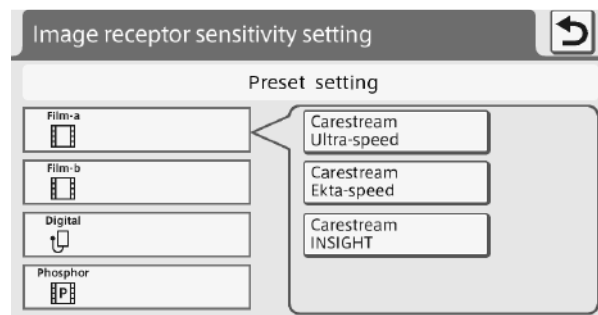 Image receptor sensitivity setting
Preset setting
Film-a
Carestream
Ultra-speed
Film-b
Carestream
Ekta-speed
Digital
Carestream
INSIGHT
Phosphor
P